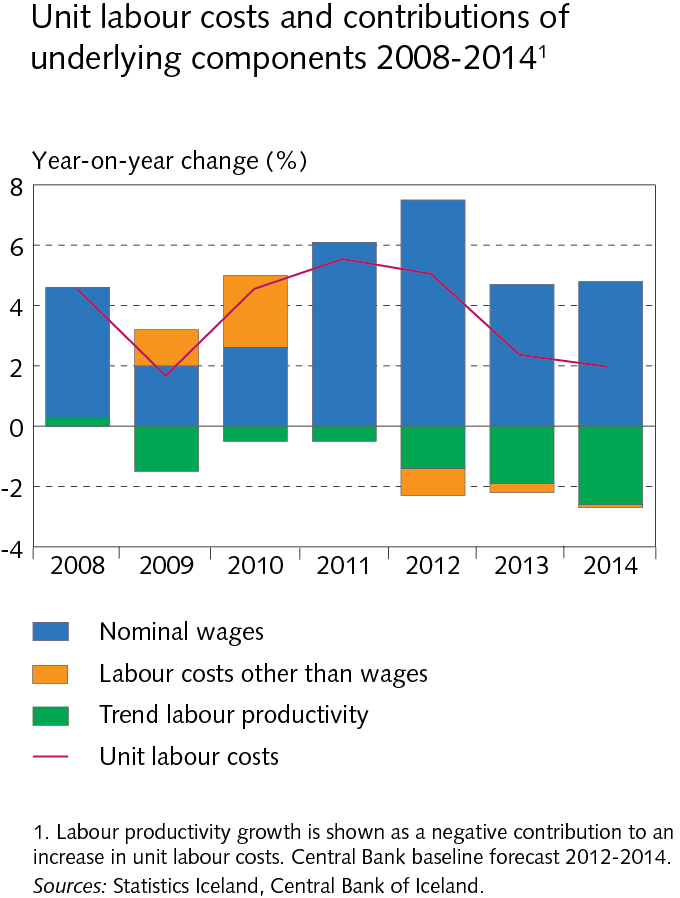 Unit labour costs and contributions of
underlying components 2008-2014¹
Year-on-year change (%)
8
6
4
2
0
-2
-4
2008 2009 2010 2011 2012 2013 2014
Nominal wages
Labour costs other than wages
Trend labour productivity
Unit labour costs
1. Labour productivity growth is shown as a negative contribution to an
increase in unit labour costs. Central Bank baseline forecast 2012-2014.
Sources: Statistics Iceland, Central Bank of Iceland.